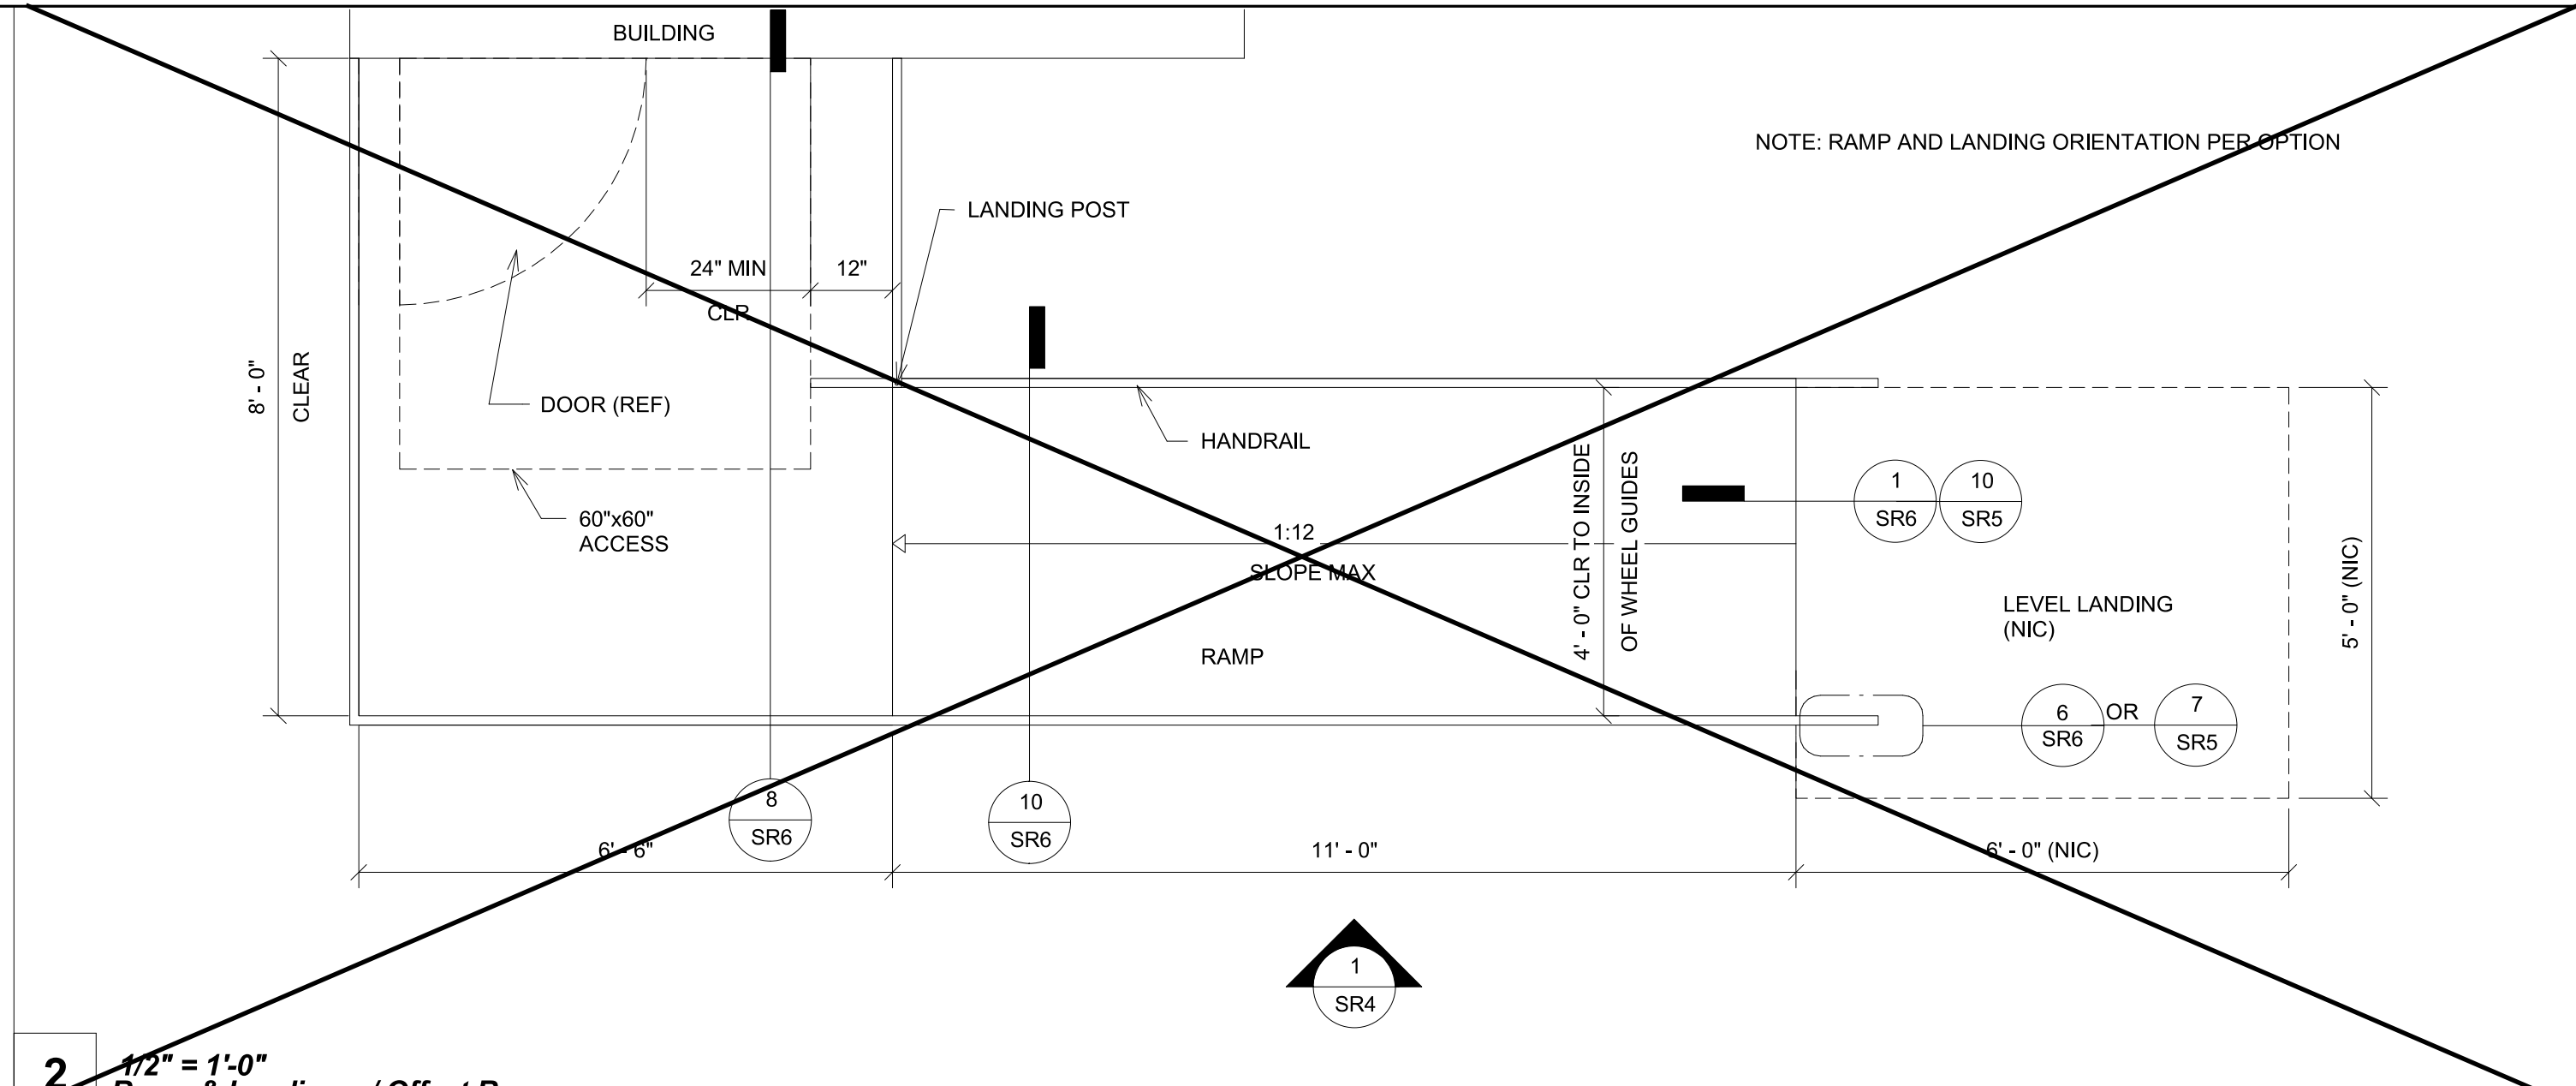 BUILDING
NOTE: RAMP AND LANDING ORIENTATION PER OPTION
LANDING POST
24" MIN
CLR
12"
8' - 0"
CLEAR
DOOR (REF)
HANDRAIL
60"x60"
ACCESS
1:12
SLOPE MAX
RAMP
4' - 0" CLR TO INSIDE
OF WHEEL GUIDES
1
SR6
10
SR5
LEVEL LANDING
(NIC)
5' - 0" (NIC)
6
SR6
OR
7
SR5
8
SR6
10
SR6
6' - 6"
11' - 0"
6' - 0" (NIC)
1
SR4
2
1/2" = 1'-0"